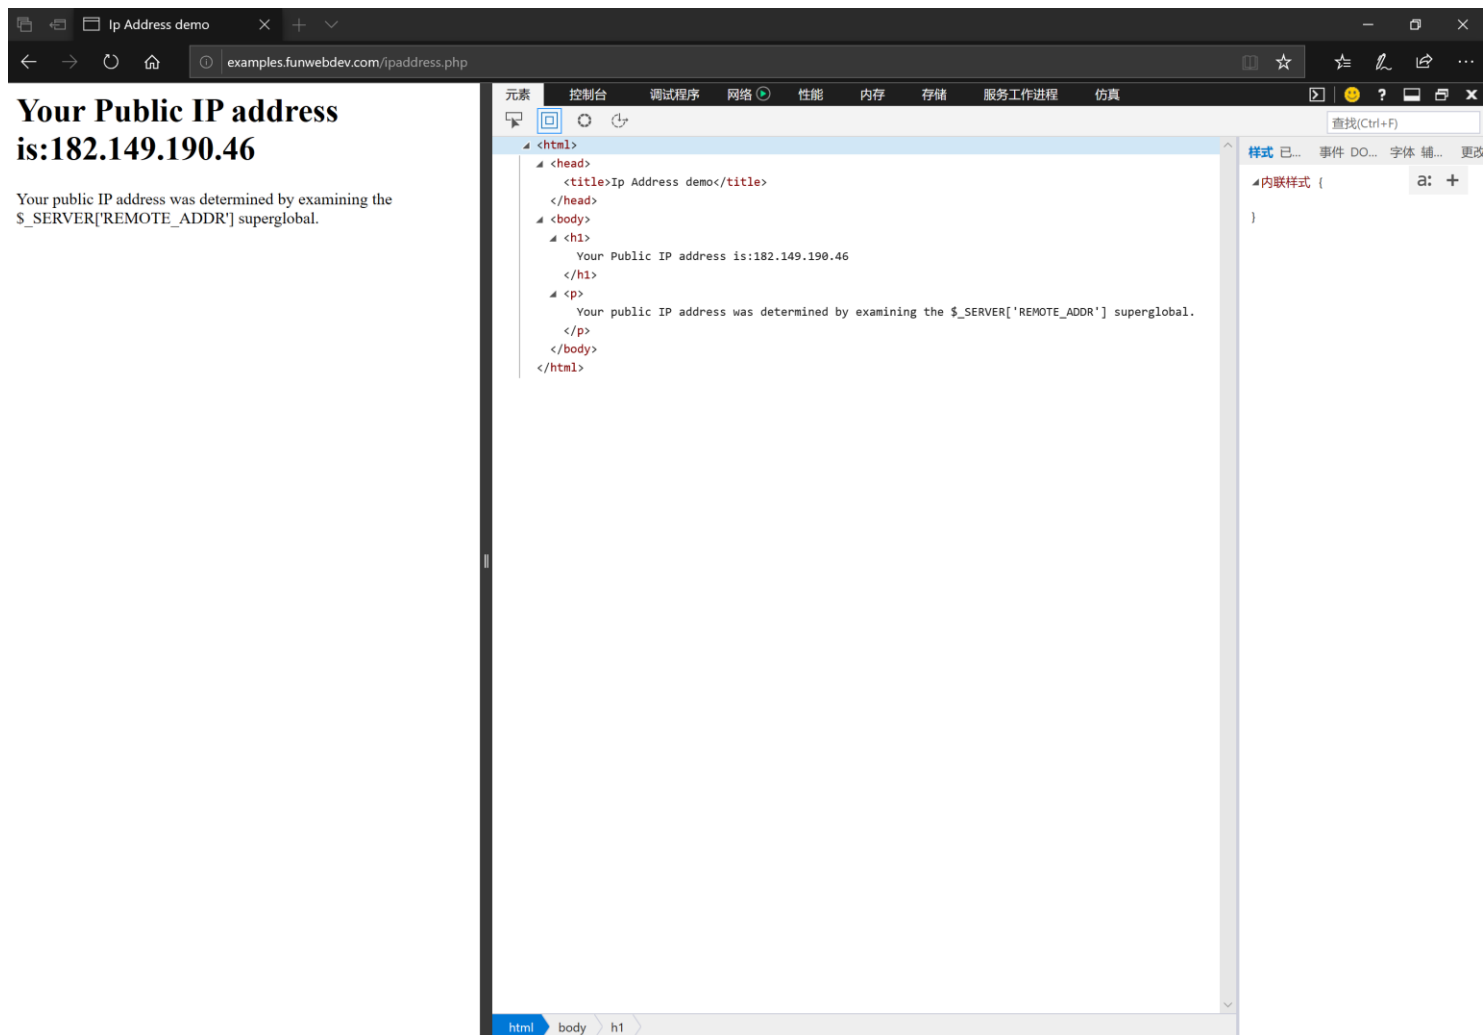 Ip Address demo
examples.funwebdev.com/ipaddress.php
Your Public IP address
is:182.149.190.46
Your public IP address was determined by examining the
$_SERVER['REMOTE_ADDR'] superglobal.
元素 控制台 调试程序 网络 性能 内存 存储 服务工作进程 仿真
查找(Ctrl+F)
<html>
<head>
<title>Ip Address demo</title>
</head>
<body>
<h1>
Your Public IP address is:182.149.190.46
</h1>
<p>
Your public IP address was determined by examining the $_SERVER['REMOTE_ADDR'] superglobal.
</p>
</body>
</html>
样式 已... 事件 DO... 字体 辅... 更改
内联样式 {
a: +
}
html body h1